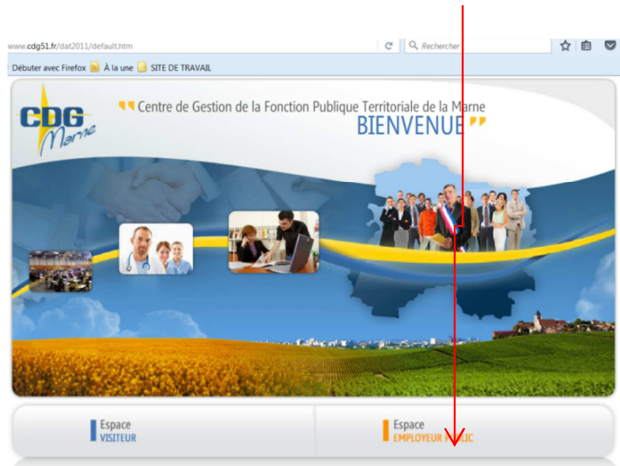 www.cdg51.fr/dat2011/default.htm
Rechercher
Débuter avec Firefox À la une SITE DE TRAVAIL
CDG
Marne
Centre de Gestion de la Fonction Publique Territoriale de la Marne
BIENVENUE
Espace
VISITEUR
Espace
EMPLOYEUR PUBLIC